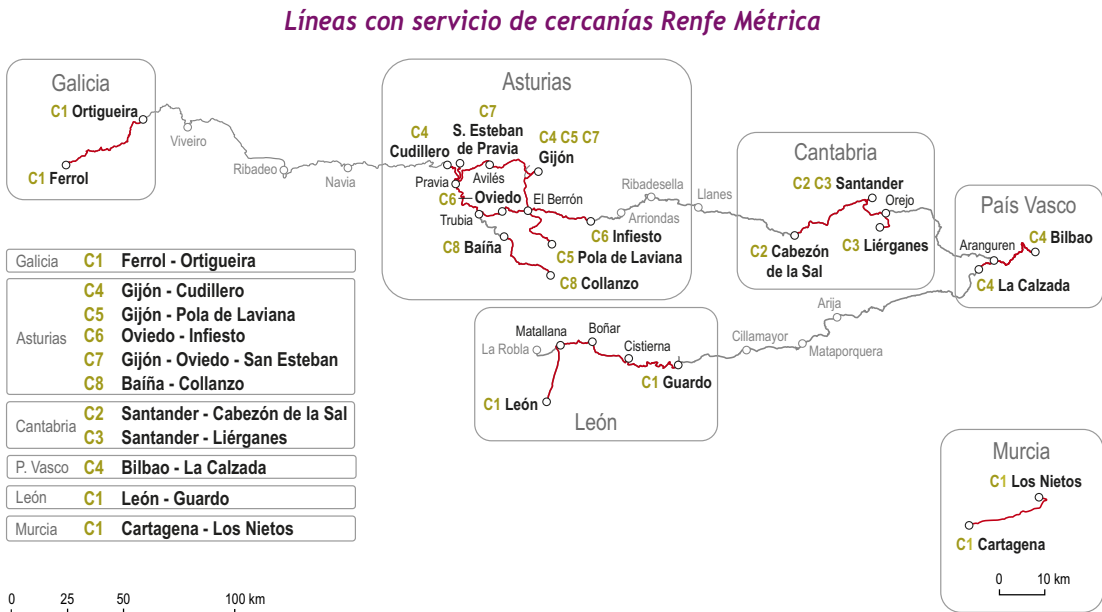 Líneas con servicio de cercanías Renfe Métrica
Galicia
C1 Ortigueira
C1 Ferrol
Viveiro
Ribadeo
Navia
Asturias
C7
C4
S. Esteban
de Pravia
C4 C5 C7
Cudillero
Gijón
Avilés
Pravia
C6 Oviedo
El Berrón
Trubia
C8 Baíña
C6 Infiesto
C5 Pola de Laviana
C8 Collanzo
Ribadesella
Arriondas
Llanes
Cantabria
C2 C3 Santander
Orejo
C3 Liérganes
C2 Cabezón
de la Sal
País Vasco
C4 Bilbao
Aranguren
C4 La Calzada
Arija
Mataporquera
Cillamayor
Matallana
Boñar
La Robla
Cistierna
C1 Guardo
C1 León
León
Galicia C1 Ferrol - Ortigueira
Asturias
C4 Gijón - Cudillero
C5 Gijón - Pola de Laviana
C6 Oviedo - Infiesto
C7 Gijón - Oviedo - San Esteban
C8 Baíña - Collanzo
Cantabria
C2 Santander - Cabezón de la Sal
C3 Santander - Liérganes
P. Vasco C4 Bilbao - La Calzada
León C1 León - Guardo
Murcia C1 Cartagena - Los Nietos
Murcia
C1 Los Nietos
C1 Cartagena
0 10 km
0 25 50 100 km